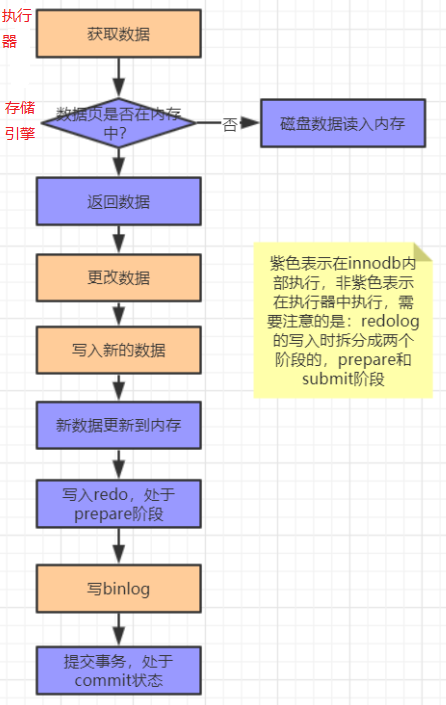 执行
器
获取数据
存储
引擎
数据页是否在内存
中?
否
磁盘数据读入内存
返回数据
更改数据
写入新的数据
新数据更新到内存
写入redo，处于
prepare阶段
写binlog
提交事务，处于
commit状态
紫色表示在innodb内
部执行，非紫色表示
在执行器中执行，需
要注意的是：redolog
的写入时拆分成两个
阶段的，prepare和
submit阶段